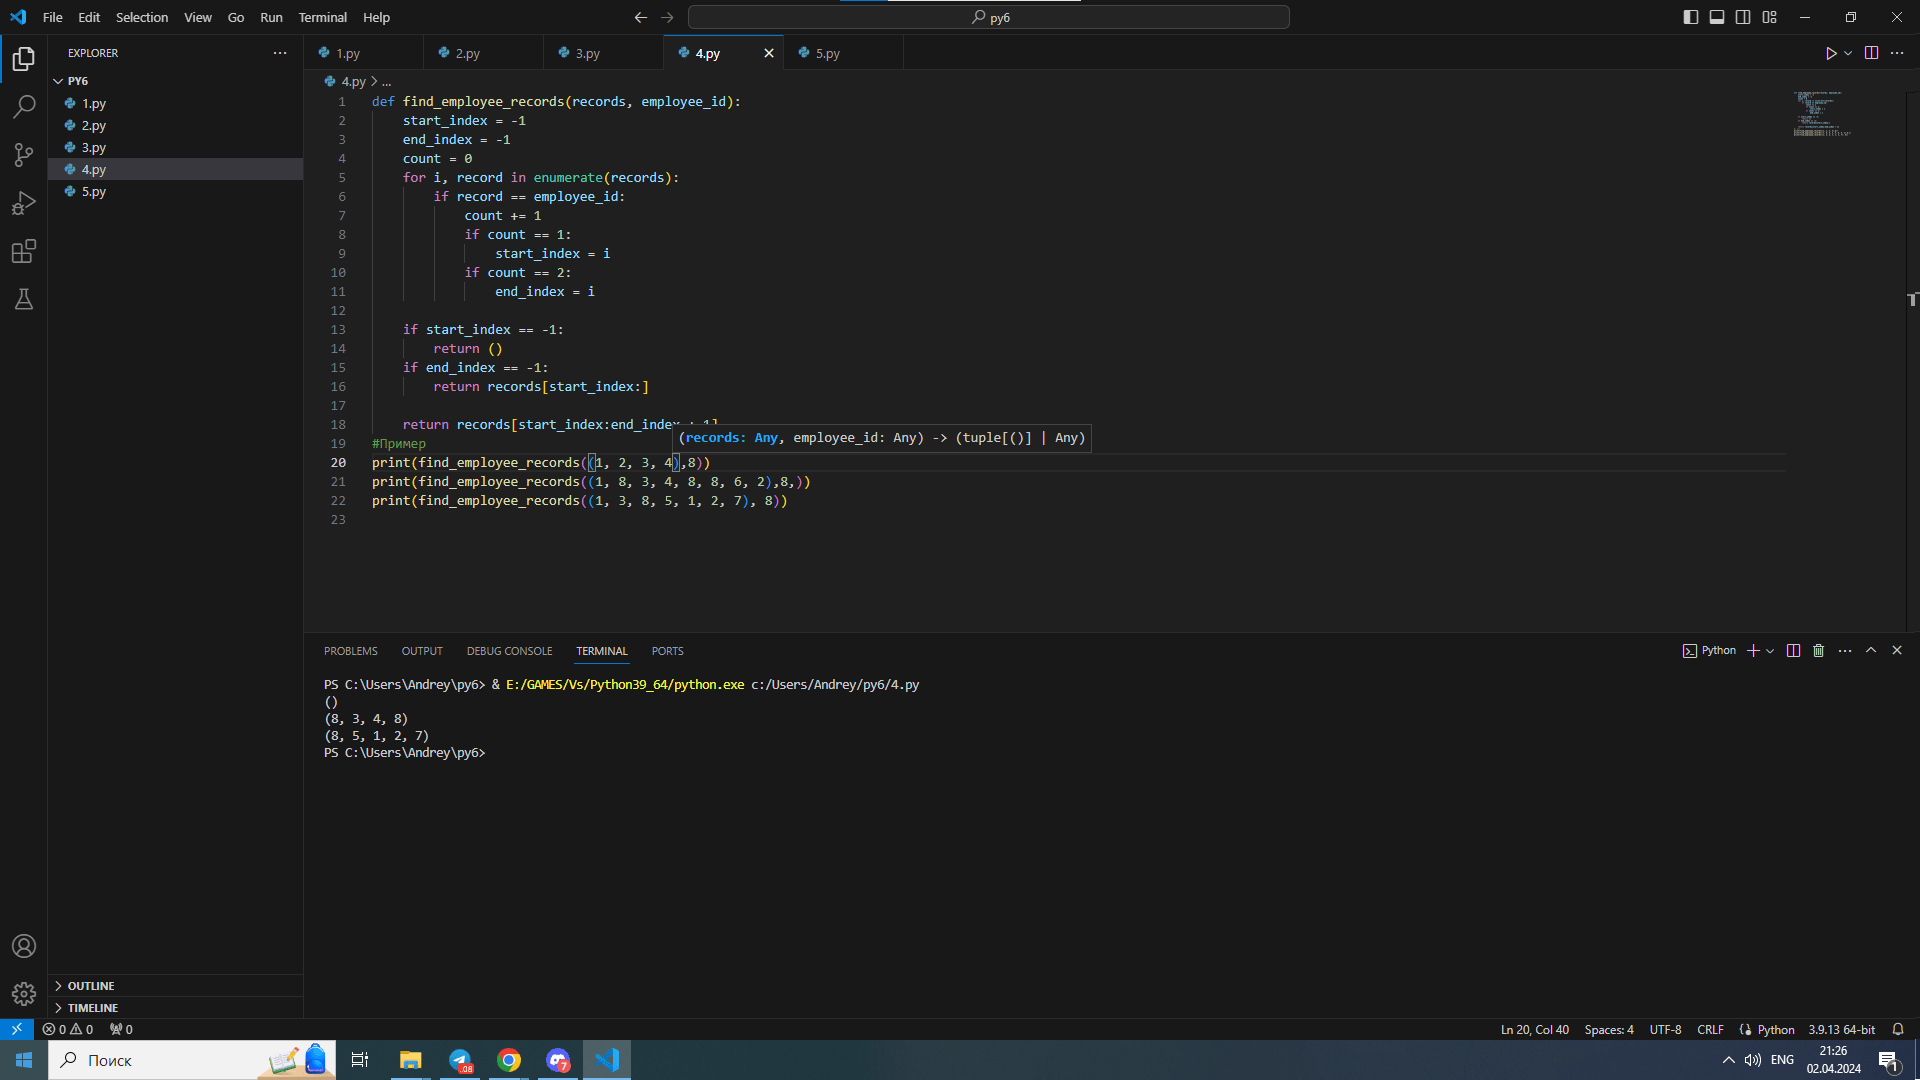 File Edit Selection View Go Run Terminal Help
py6
EXPLORER
PY6
1.py
2.py
3.py
4.py
5.py
OUTLINE
TIMELINE
1.py 2.py 3.py 4.py 5.py
4.py > ...
1 def find_employee_records(records, employee_id):
2 start_index = -1
3 end_index = -1
4 count = 0
5 for i, record in enumerate(records):
6 if record == employee_id:
7 count += 1
8 if count == 1:
9 start_index = i
10 if count == 2:
11 end_index = i
12
13 if start_index == -1:
14 return ()
15 if end_index == -1:
16 return records[start_index:]
17
18 return records[start_index:end_index + 1]
(records: Any, employee_id: Any) -> (tuple[()] | Any)
19 #Пример
20 print(find_employee_records((1, 2, 3, 4),8))
21 print(find_employee_records((1, 8, 3, 4, 8, 8, 6, 2),8,))
22 print(find_employee_records((1, 3, 8, 5, 1, 2, 7), 8))
23
PROBLEMS OUTPUT DEBUG CONSOLE TERMINAL PORTS
Python
PS C:\Users\Andrey\py6> & E:/GAMES/Vs/Python39_64/python.exe c:/Users/Andrey/py6/4.py
()
(8, 3, 4, 8)
(8, 5, 1, 2, 7)
PS C:\Users\Andrey\py6>
0 0 0
Ln 20, Col 40 Spaces: 4 UTF-8 CRLF Python 3.9.13 64-bit
Поиск
.08
7
ENG
21:26
02.04.2024
1